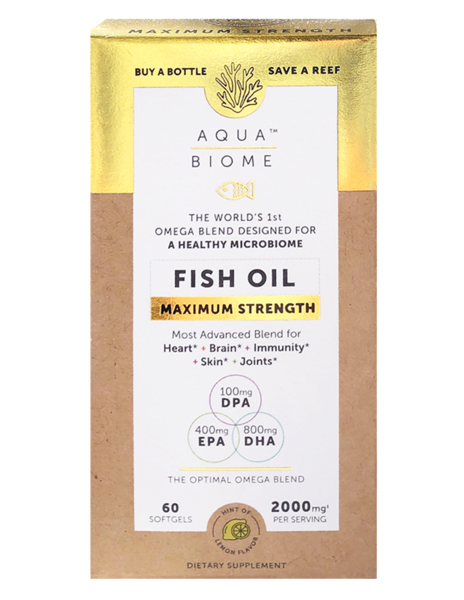 MAXIMUM STRENGTH
BUY A BOTTLE SAVE A REEF
AQUA™
BIOME
THE WORLD'S 1st
OMEGA BLEND DESIGNED FOR
A HEALTHY MICROBIOME
FISH OIL
MAXIMUM STRENGTH
Most Advanced Blend for
Heart* + Brain* + Immunity*
+ Skin* + Joints*
100mg
DPA
400mg 800mg
EPA DHA
THE OPTIMAL OMEGA BLEND
60 2000mg
SOFTGELS PER SERVING
HINT OF
LEMON FLAVOR
DIETARY SUPPLEMENT